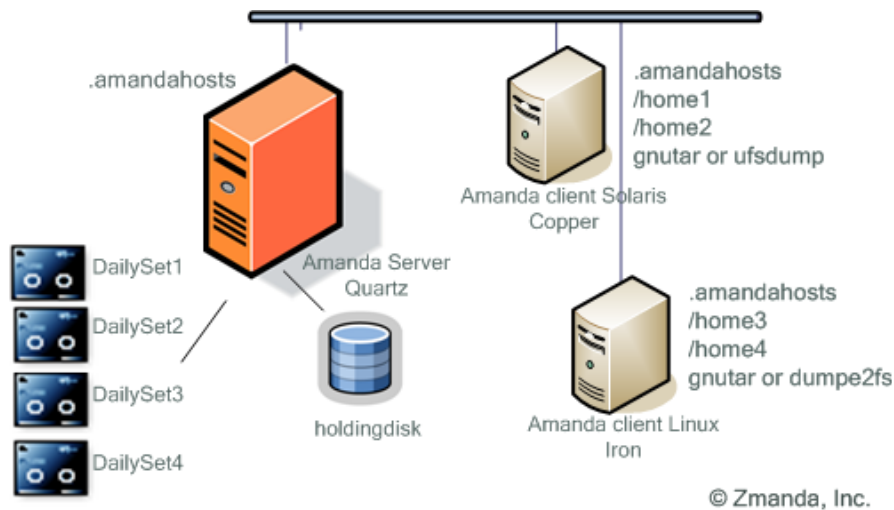 .amandahosts
Amanda Server
Quartz
holdingdisk
DailySet1
DailySet2
DailySet3
DailySet4
.amandahosts
/home1
/home2
gnutar or ufsdump
Amanda client Solaris
Copper
.amandahosts
/home3
/home4
gnutar or dumpe2fs
Amanda client Linux
Iron
© Zmanda, Inc.